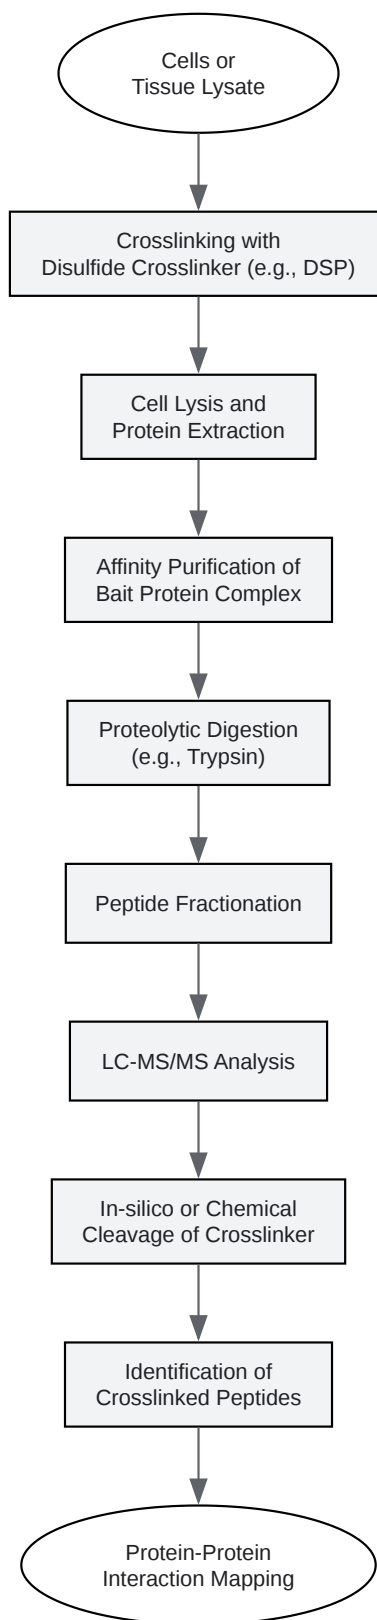 Cells or
Tissue Lysate
Crosslinking with
Disulfide Crosslinker (e.g., DSP)
Cell Lysis and
Protein Extraction
Affinity Purification of
Bait Protein Complex
Proteolytic Digestion
(e.g., Trypsin)
Peptide Fractionation
LC-MS/MS Analysis
In-silico or Chemical
Cleavage of Crosslinker
Identification of
Crosslinked Peptides
Protein-Protein
Interaction Mapping